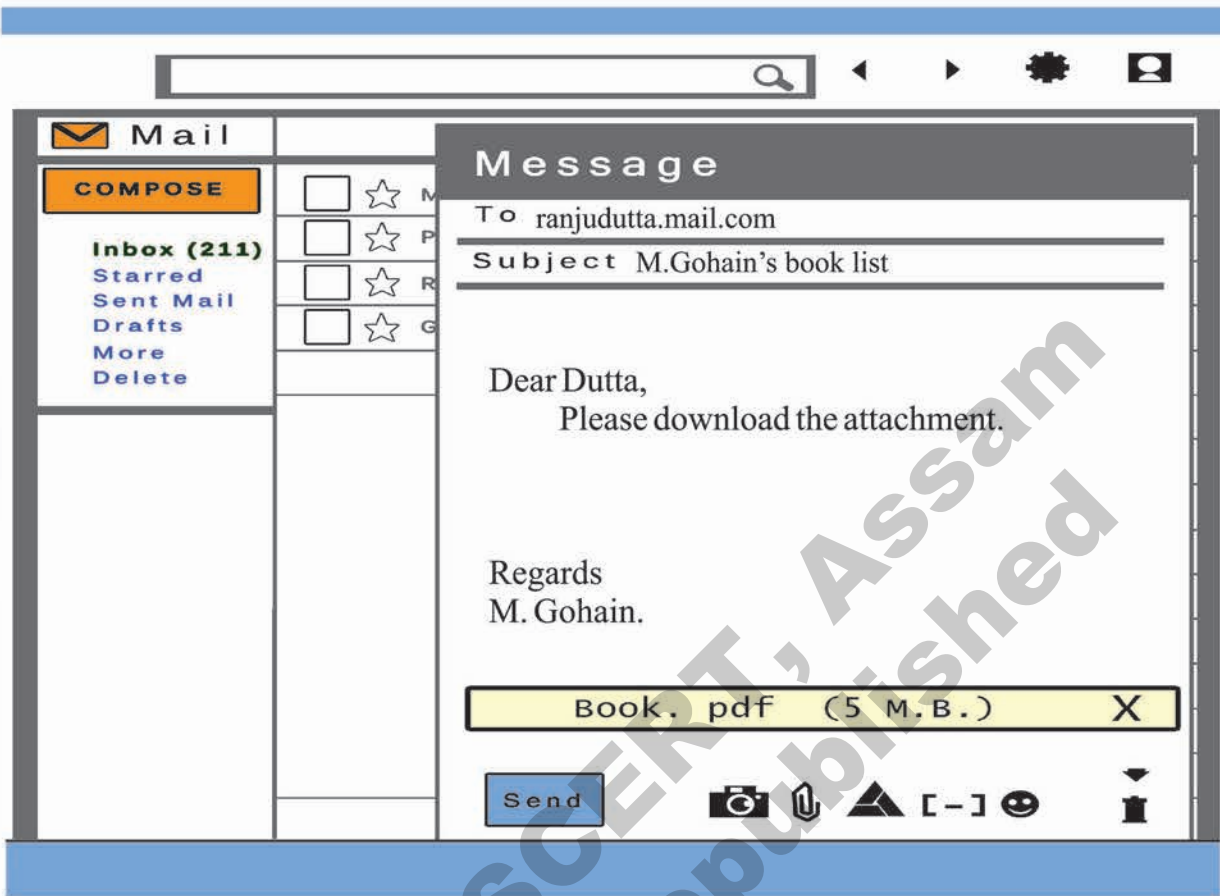 Mail
COMPOSE
Inbox (211)
Starred
Sent Mail
Drafts
More
Delete
M
P
R
G
Message
To ranjudutta.mail.com
Subject M.Gohain's book list
Dear Dutta,
Please download the attachment.
Regards
M. Gohain.
Book. pdf (5 M.B.) X
Send
[-]
SCERT, Assam
republished